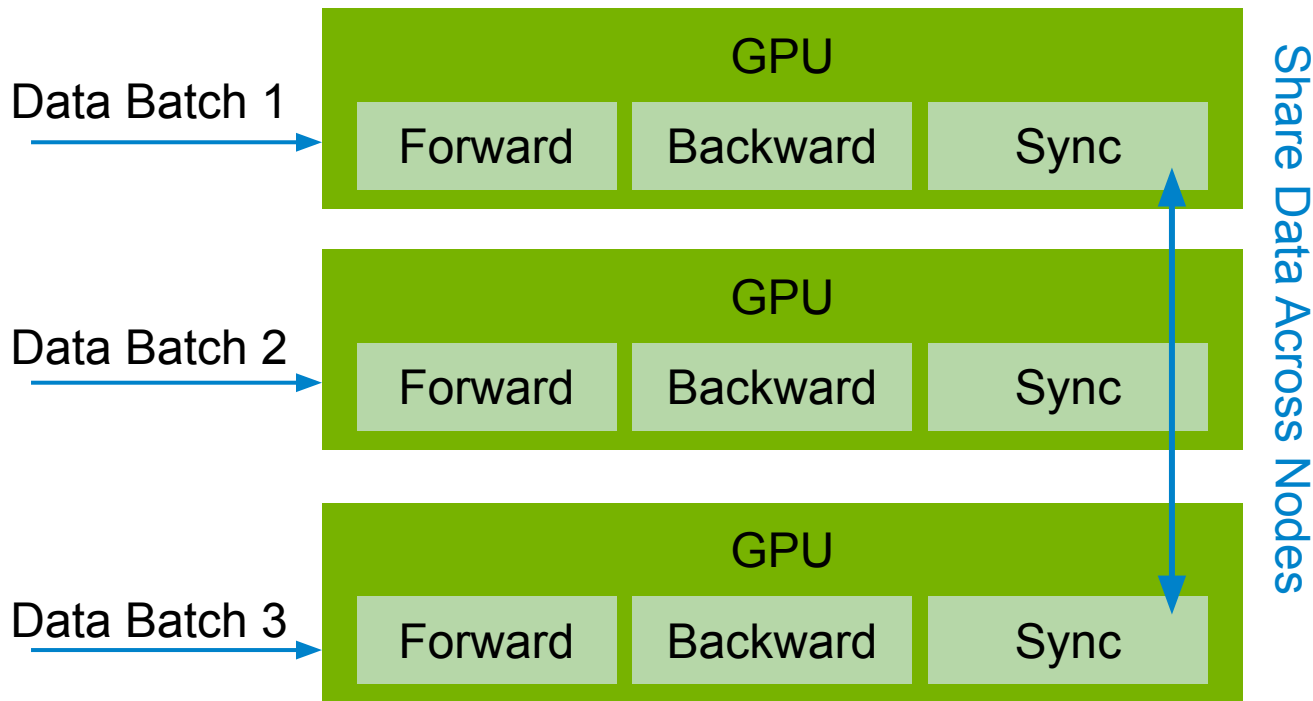 GPU
Data Batch 1
Forward Backward Sync
GPU
Data Batch 2
Forward Backward Sync
GPU
Data Batch 3
Forward Backward Sync
Share Data Across Nodes